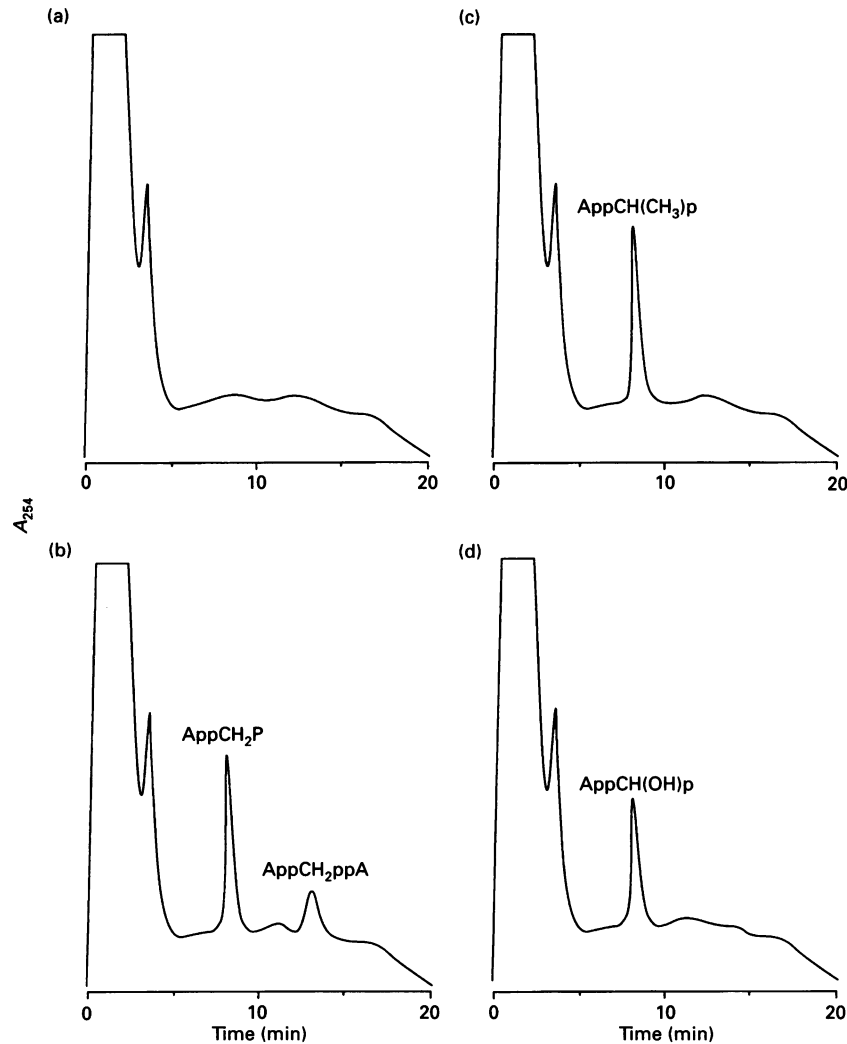 (a)
(c)
AppCH(CH₃)p
0 10 20
0 10 20
A₂₅₄
(b)
(d)
AppCH₂P
AppCH₂ppA
AppCH(OH)p
0 10 20
Time (min)
0 10 20
Time (min)